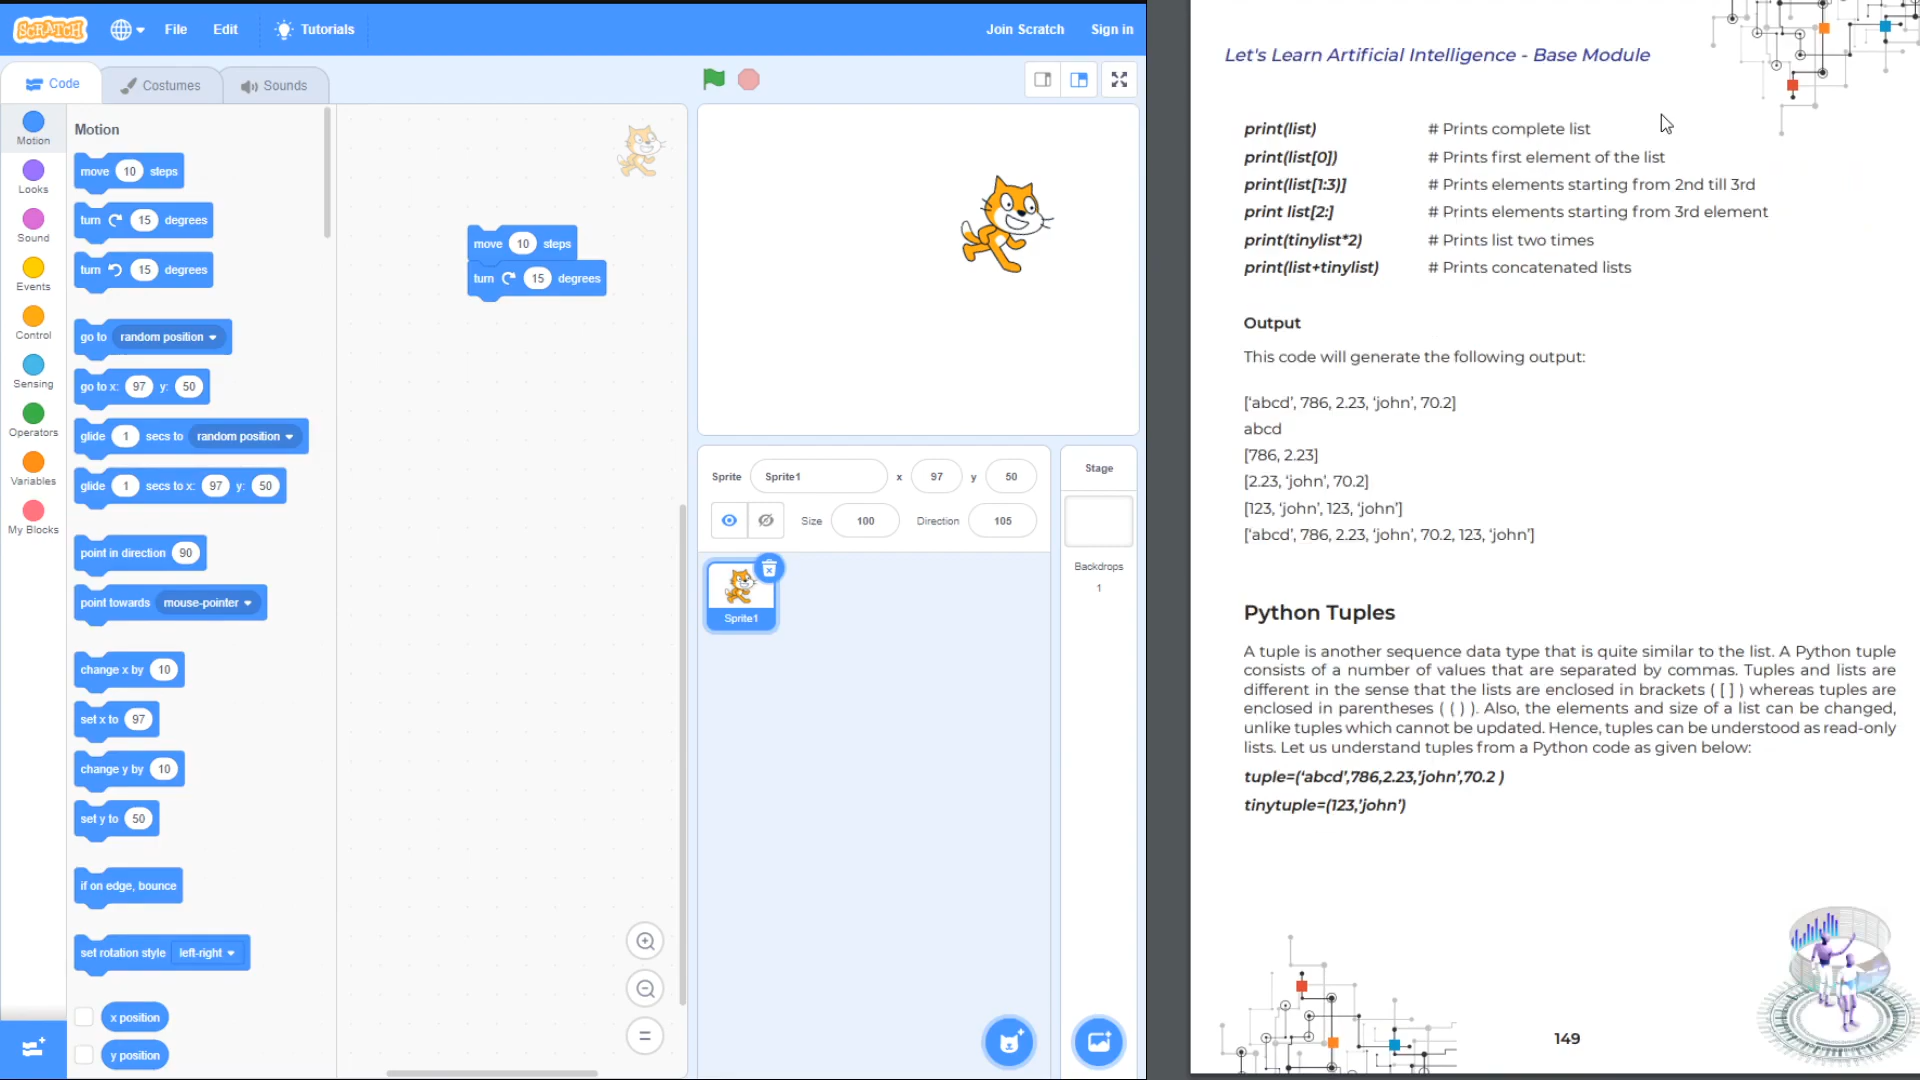 SCRATCH
File
Edit
Tutorials
Join Scratch
Sign in
Code
Costumes
Sounds
Motion
Looks
Sound
Events
Control
Sensing
Operators
Variables
My Blocks
Motion
move 10 steps
turn 15 degrees
turn 15 degrees
go to random position
go to x: 97 y: 50
glide 1 secs to random position
glide 1 secs to x: 97 y: 50
point in direction 90
point towards mouse-pointer
change x by 10
set x to 97
change y by 10
set y to 50
if on edge, bounce
set rotation style left-right
x position
y position
move 10 steps
turn 15 degrees
Sprite Sprite1 x 97 y 50
Size 100 Direction 105
Sprite1
Stage
Backdrops
1
Let's Learn Artificial Intelligence - Base Module
print(list) # Prints complete list
print(list[0]) # Prints first element of the list
print(list[1:3)] # Prints elements starting from 2nd till 3rd
print list[2:] # Prints elements starting from 3rd element
print(tinylist*2) # Prints list two times
print(list+tinylist) # Prints concatenated lists
Output
This code will generate the following output:
[‘abcd’, 786, 2.23, ‘john’, 70.2]
abcd
[786, 2.23]
[2.23, ‘john’, 70.2]
[123, ‘john’, 123, ‘john’]
[‘abcd’, 786, 2.23, ‘john’, 70.2, 123, ‘john’]
Python Tuples
A tuple is another sequence data type that is quite similar to the list. A Python tuple
consists of a number of values that are separated by commas. Tuples and lists are
different in the sense that the lists are enclosed in brackets ( [ ] ) whereas tuples are
enclosed in parentheses ( ( ) ). Also, the elements and size of a list can be changed,
unlike tuples which cannot be updated. Hence, tuples can be understood as read-only
lists. Let us understand tuples from a Python code as given below:
tuple=(‘abcd’,786,2.23,’john’,70.2 )
tinytuple=(123,’john’)
149